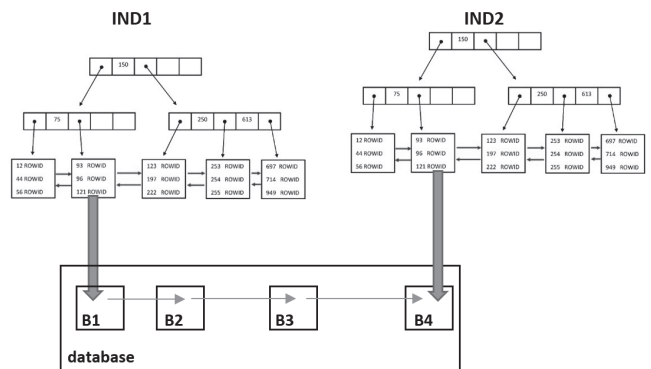 IND1
IND2
150
75
250 613
12 ROWID
44 ROWID
56 ROWID
93 ROWID
96 ROWID
121 ROWID
123 ROWID
197 ROWID
222 ROWID
253 ROWID
254 ROWID
255 ROWID
697 ROWID
714 ROWID
949 ROWID
150
75
250 613
12 ROWID
44 ROWID
56 ROWID
93 ROWID
96 ROWID
121 ROWID
123 ROWID
197 ROWID
222 ROWID
253 ROWID
254 ROWID
255 ROWID
697 ROWID
714 ROWID
949 ROWID
B1
B2
B3
B4
database